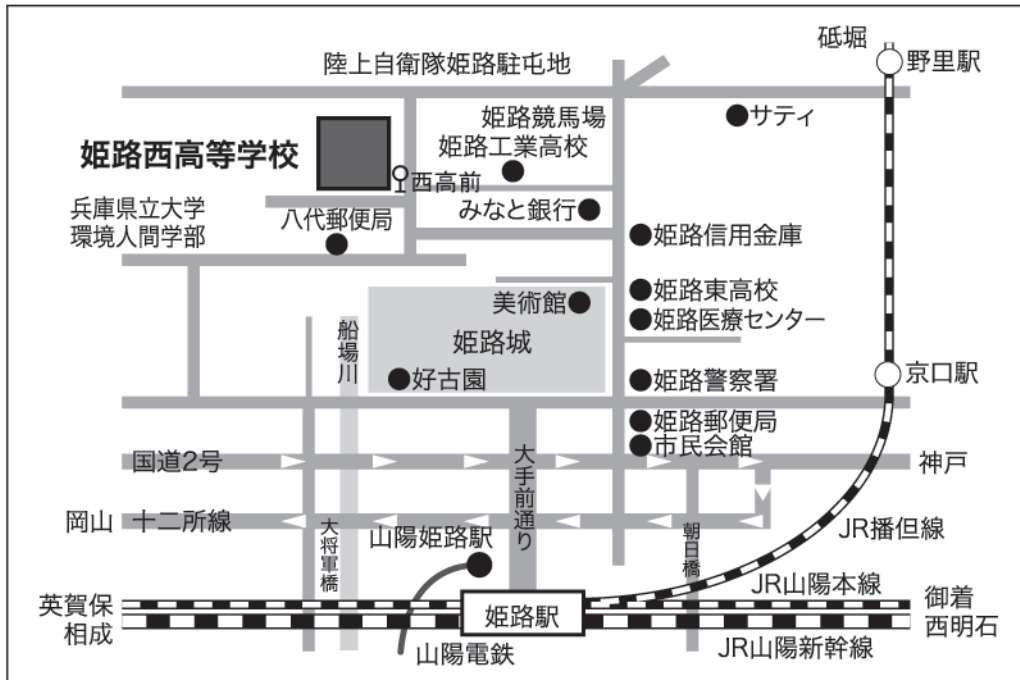 砥堀
野里駅
陸上自衛隊姫路駐屯地
姫路競馬場
サティ
姫路工業高校
姫路西高等学校
西高前
兵庫県立大学
環境人間学部
八代郵便局
みなと銀行
姫路信用金庫
美術館
姫路東高校
姫路医療センター
船場川
姫路城
好古園
姫路警察署
京口駅
姫路郵便局
市民会館
国道2号
大手前通り
神戸
岡山
十二所線
大将軍橋
山陽姫路駅
朝日橋
JR播但線
JR山陽本線
英賀保
相成
姫路駅
御着
西明石
山陽電鉄
JR山陽新幹線